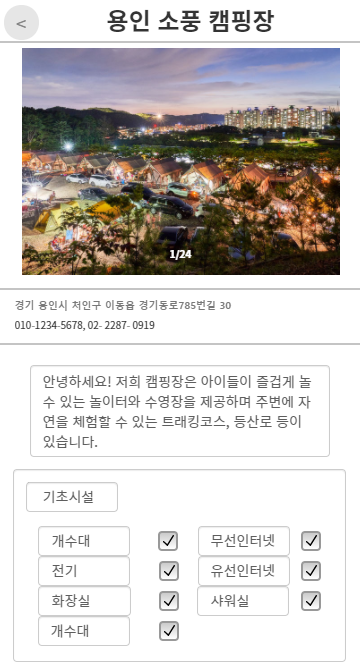 <
용인 소풍 캠핑장
1/24
경기 용인시 처인구 이동읍 경기동로785번길 30
010-1234-5678, 02- 2287- 0919
안녕하세요! 저희 캠핑장은 아이들이 즐겁게 놀
수 있는 놀이터와 수영장을 제공하며 주변에 자
연을 체험할 수 있는 트래킹코스, 등산로 등이
있습니다.
기초시설
개수대 무선인터넷
전기 유선인터넷
화장실 샤워실
개수대